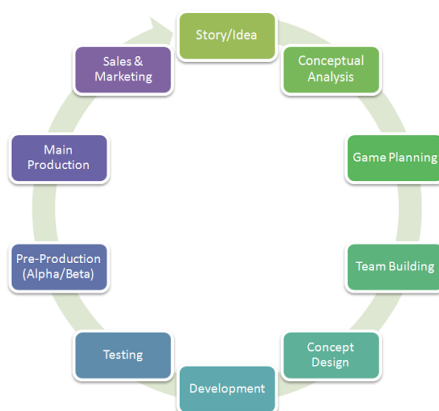 Story/Idea
Conceptual
Analysis
Game Planning
Team Building
Concept
Design
Development
Testing
Pre-Production
(Alpha/Beta)
Main
Production
Sales &
Marketing